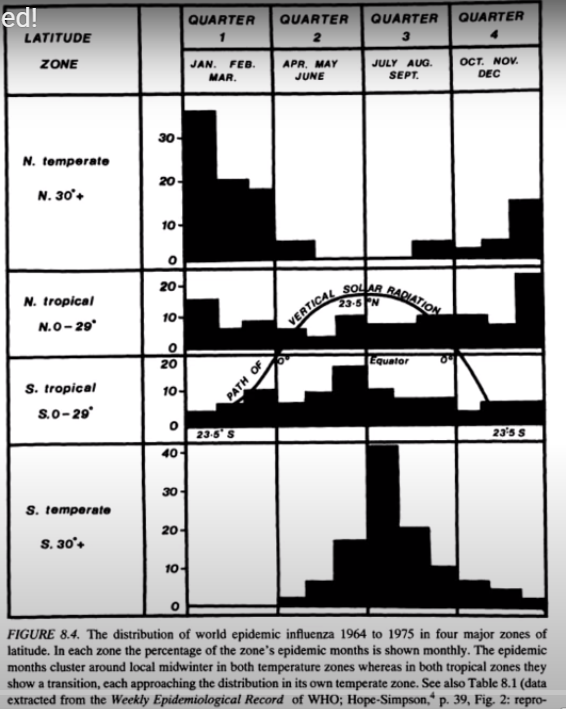 ed!
LATITUDE
ZONE
QUARTER
1
QUARTER
2
QUARTER
3
QUARTER
4
JAN. FEB.
MAR.
APR. MAY
JUNE
JULY AUG.
SEPT.
OCT. NOV.
DEC
N. temperate
N. 30°+
30
20
10
0
N. tropical
N.0-29°
20
10
0
VERTICAL SOLAR RADIATION
23·5 °N
PATH OF
0°
Equator
0°
S. tropical
S.0-29°
20
10
0
23·5° S
23·5 S
S. temperate
S. 30°+
40
30
20
10
0
FIGURE 8.4. The distribution of world epidemic influenza 1964 to 1975 in four major zones of
latitude. In each zone the percentage of the zone's epidemic months is shown monthly. The epidemic
months cluster around local midwinter in both temperature zones whereas in both tropical zones they
show a transition, each approaching the distribution in its own temperate zone. See also Table 8.1 (data
extracted from the Weekly Epidemiological Record of WHO; Hope-Simpson,4 p. 39, Fig. 2: repro-